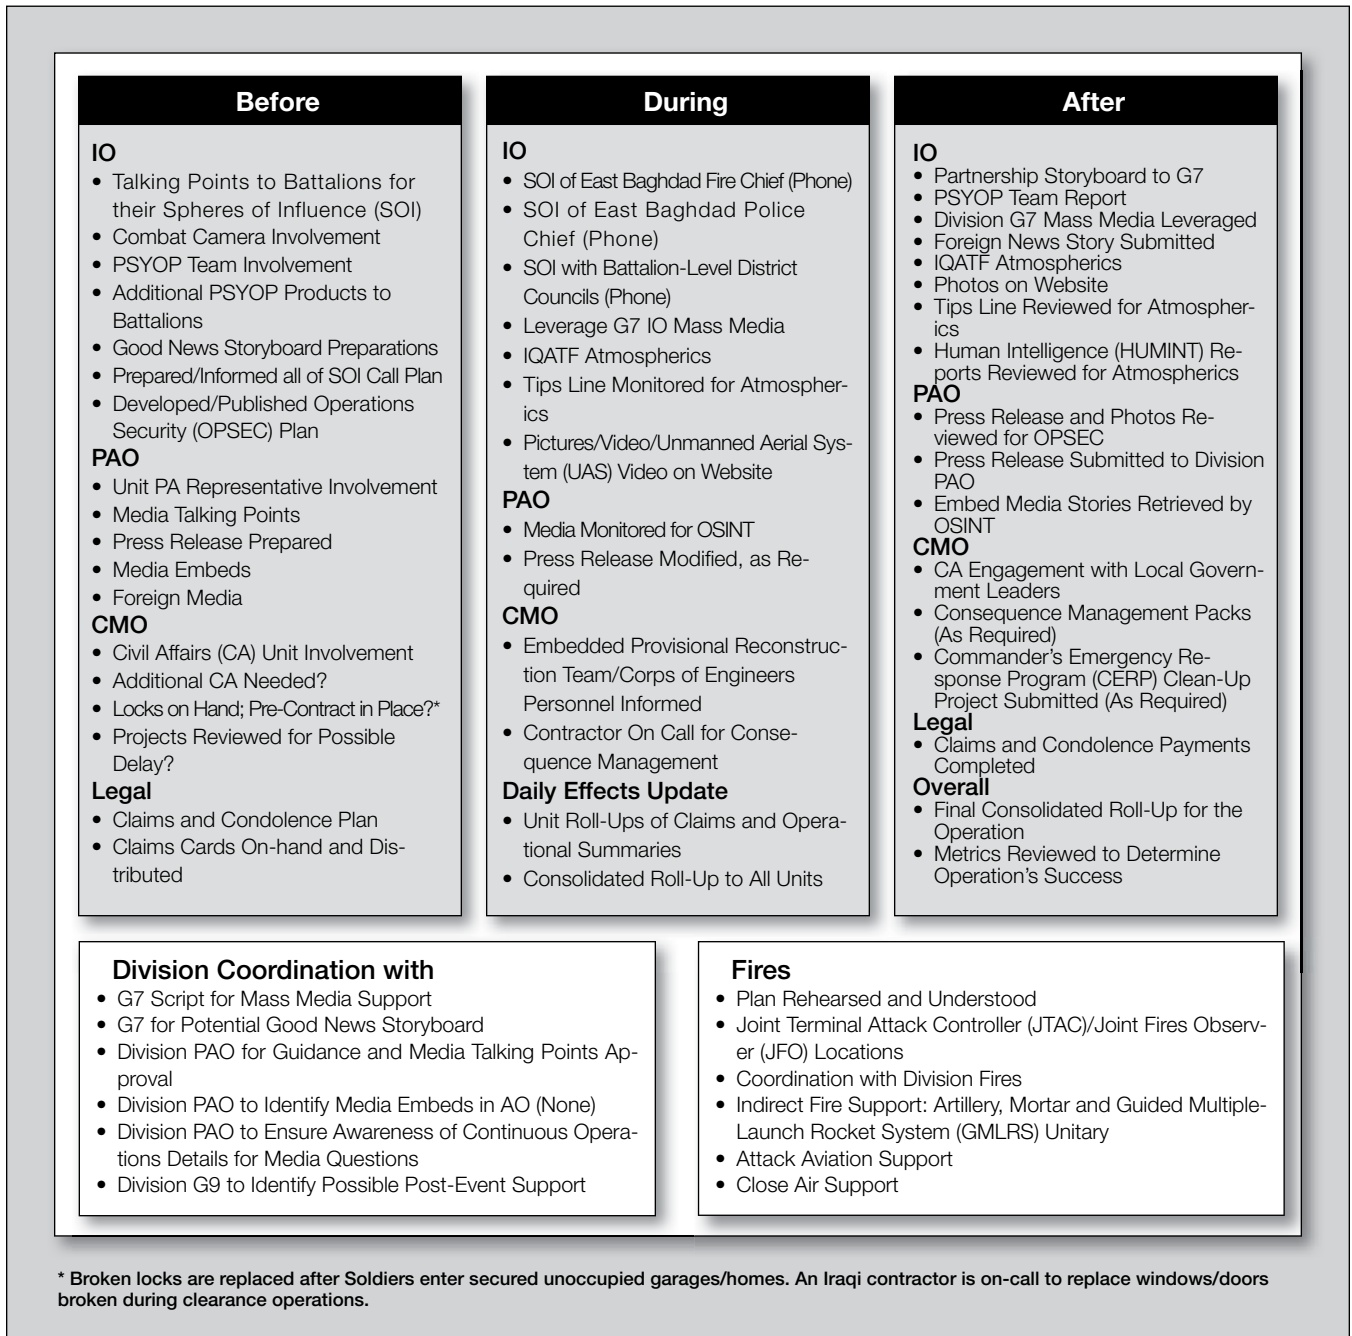 Before
IO
• Talking Points to Battalions for
their Spheres of Influence (SOI)
• Combat Camera Involvement
• PSYOP Team Involvement
• Additional PSYOP Products to
Battalions
• Good News Storyboard Preparations
• Prepared/Informed all of SOI Call Plan
• Developed/Published Operations
Security (OPSEC) Plan
PAO
• Unit PA Representative Involvement
• Media Talking Points
• Press Release Prepared
• Media Embeds
• Foreign Media
CMO
• Civil Affairs (CA) Unit Involvement
• Additional CA Needed?
• Locks on Hand; Pre-Contract in Place?*
• Projects Reviewed for Possible
Delay?
Legal
• Claims and Condolence Plan
• Claims Cards On-hand and Dis-
tributed
During
IO
• SOI of East Baghdad Fire Chief (Phone)
• SOI of East Baghdad Police
Chief (Phone)
• SOI with Battalion-Level District
Councils (Phone)
• Leverage G7 IO Mass Media
• IQATF Atmospherics
• Tips Line Monitored for Atmospher-
ics
• Pictures/Video/Unmanned Aerial Sys-
tem (UAS) Video on Website
PAO
• Media Monitored for OSINT
• Press Release Modified, as Re-
quired
CMO
• Embedded Provisional Reconstruc-
tion Team/Corps of Engineers
Personnel Informed
• Contractor On Call for Conse-
quence Management
Daily Effects Update
• Unit Roll-Ups of Claims and Opera-
tional Summaries
• Consolidated Roll-Up to All Units
After
IO
• Partnership Storyboard to G7
• PSYOP Team Report
• Division G7 Mass Media Leveraged
• Foreign News Story Submitted
• IQATF Atmospherics
• Photos on Website
• Tips Line Reviewed for Atmospher-
ics
• Human Intelligence (HUMINT) Re-
ports Reviewed for Atmospherics
PAO
• Press Release and Photos Re-
viewed for OPSEC
• Press Release Submitted to Division
PAO
• Embed Media Stories Retrieved by
OSINT
CMO
• CA Engagement with Local Govern-
ment Leaders
• Consequence Management Packs
(As Required)
• Commander's Emergency Re-
sponse Program (CERP) Clean-Up
Project Submitted (As Required)
Legal
• Claims and Condolence Payments
Completed
Overall
• Final Consolidated Roll-Up for the
Operation
• Metrics Reviewed to Determine
Operation's Success
Division Coordination with
• G7 Script for Mass Media Support
• G7 for Potential Good News Storyboard
• Division PAO for Guidance and Media Talking Points Ap-
proval
• Division PAO to Identify Media Embeds in AO (None)
• Division PAO to Ensure Awareness of Continuous Opera-
tions Details for Media Questions
• Division G9 to Identify Possible Post-Event Support
Fires
• Plan Rehearsed and Understood
• Joint Terminal Attack Controller (JTAC)/Joint Fires Observ-
er (JFO) Locations
• Coordination with Division Fires
• Indirect Fire Support: Artillery, Mortar and Guided Multiple-
Launch Rocket System (GMLRS) Unitary
• Attack Aviation Support
• Close Air Support
* Broken locks are replaced after Soldiers enter secured unoccupied garages/homes. An Iraqi contractor is on-call to replace windows/doors
broken during clearance operations.